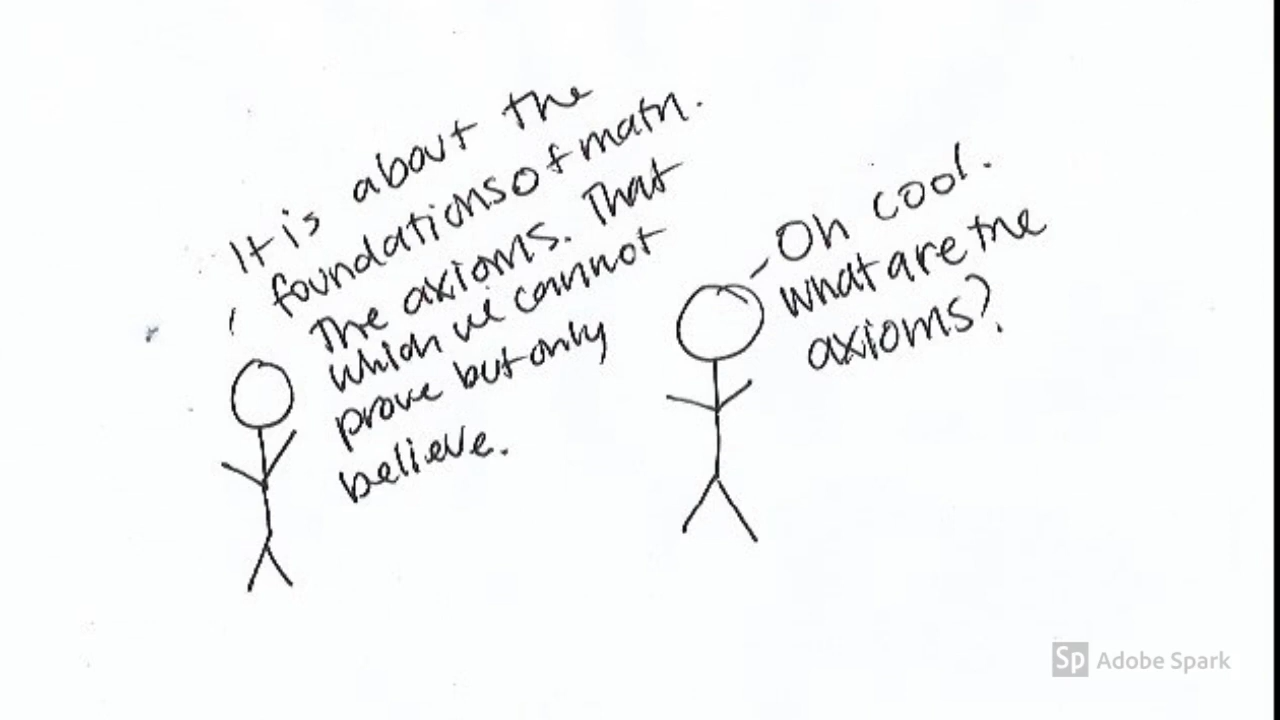 It is about the
foundations of math.
The axioms. That
which we cannot
prove but only
believe.
Oh cool.
what are the
axioms?
Sp Adobe Spark